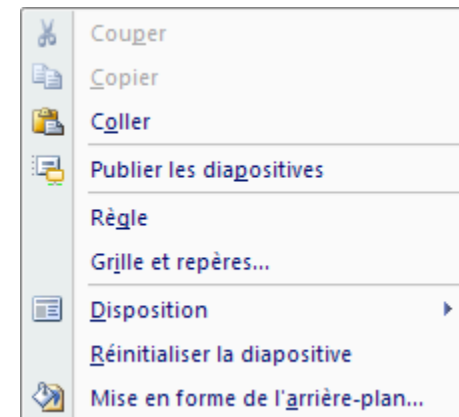 Couper
Copier
Coller
Publier les diapositives
Règle
Grille et repères...
Disposition
Réinitialiser la diapositive
Mise en forme de l'arrière-plan...